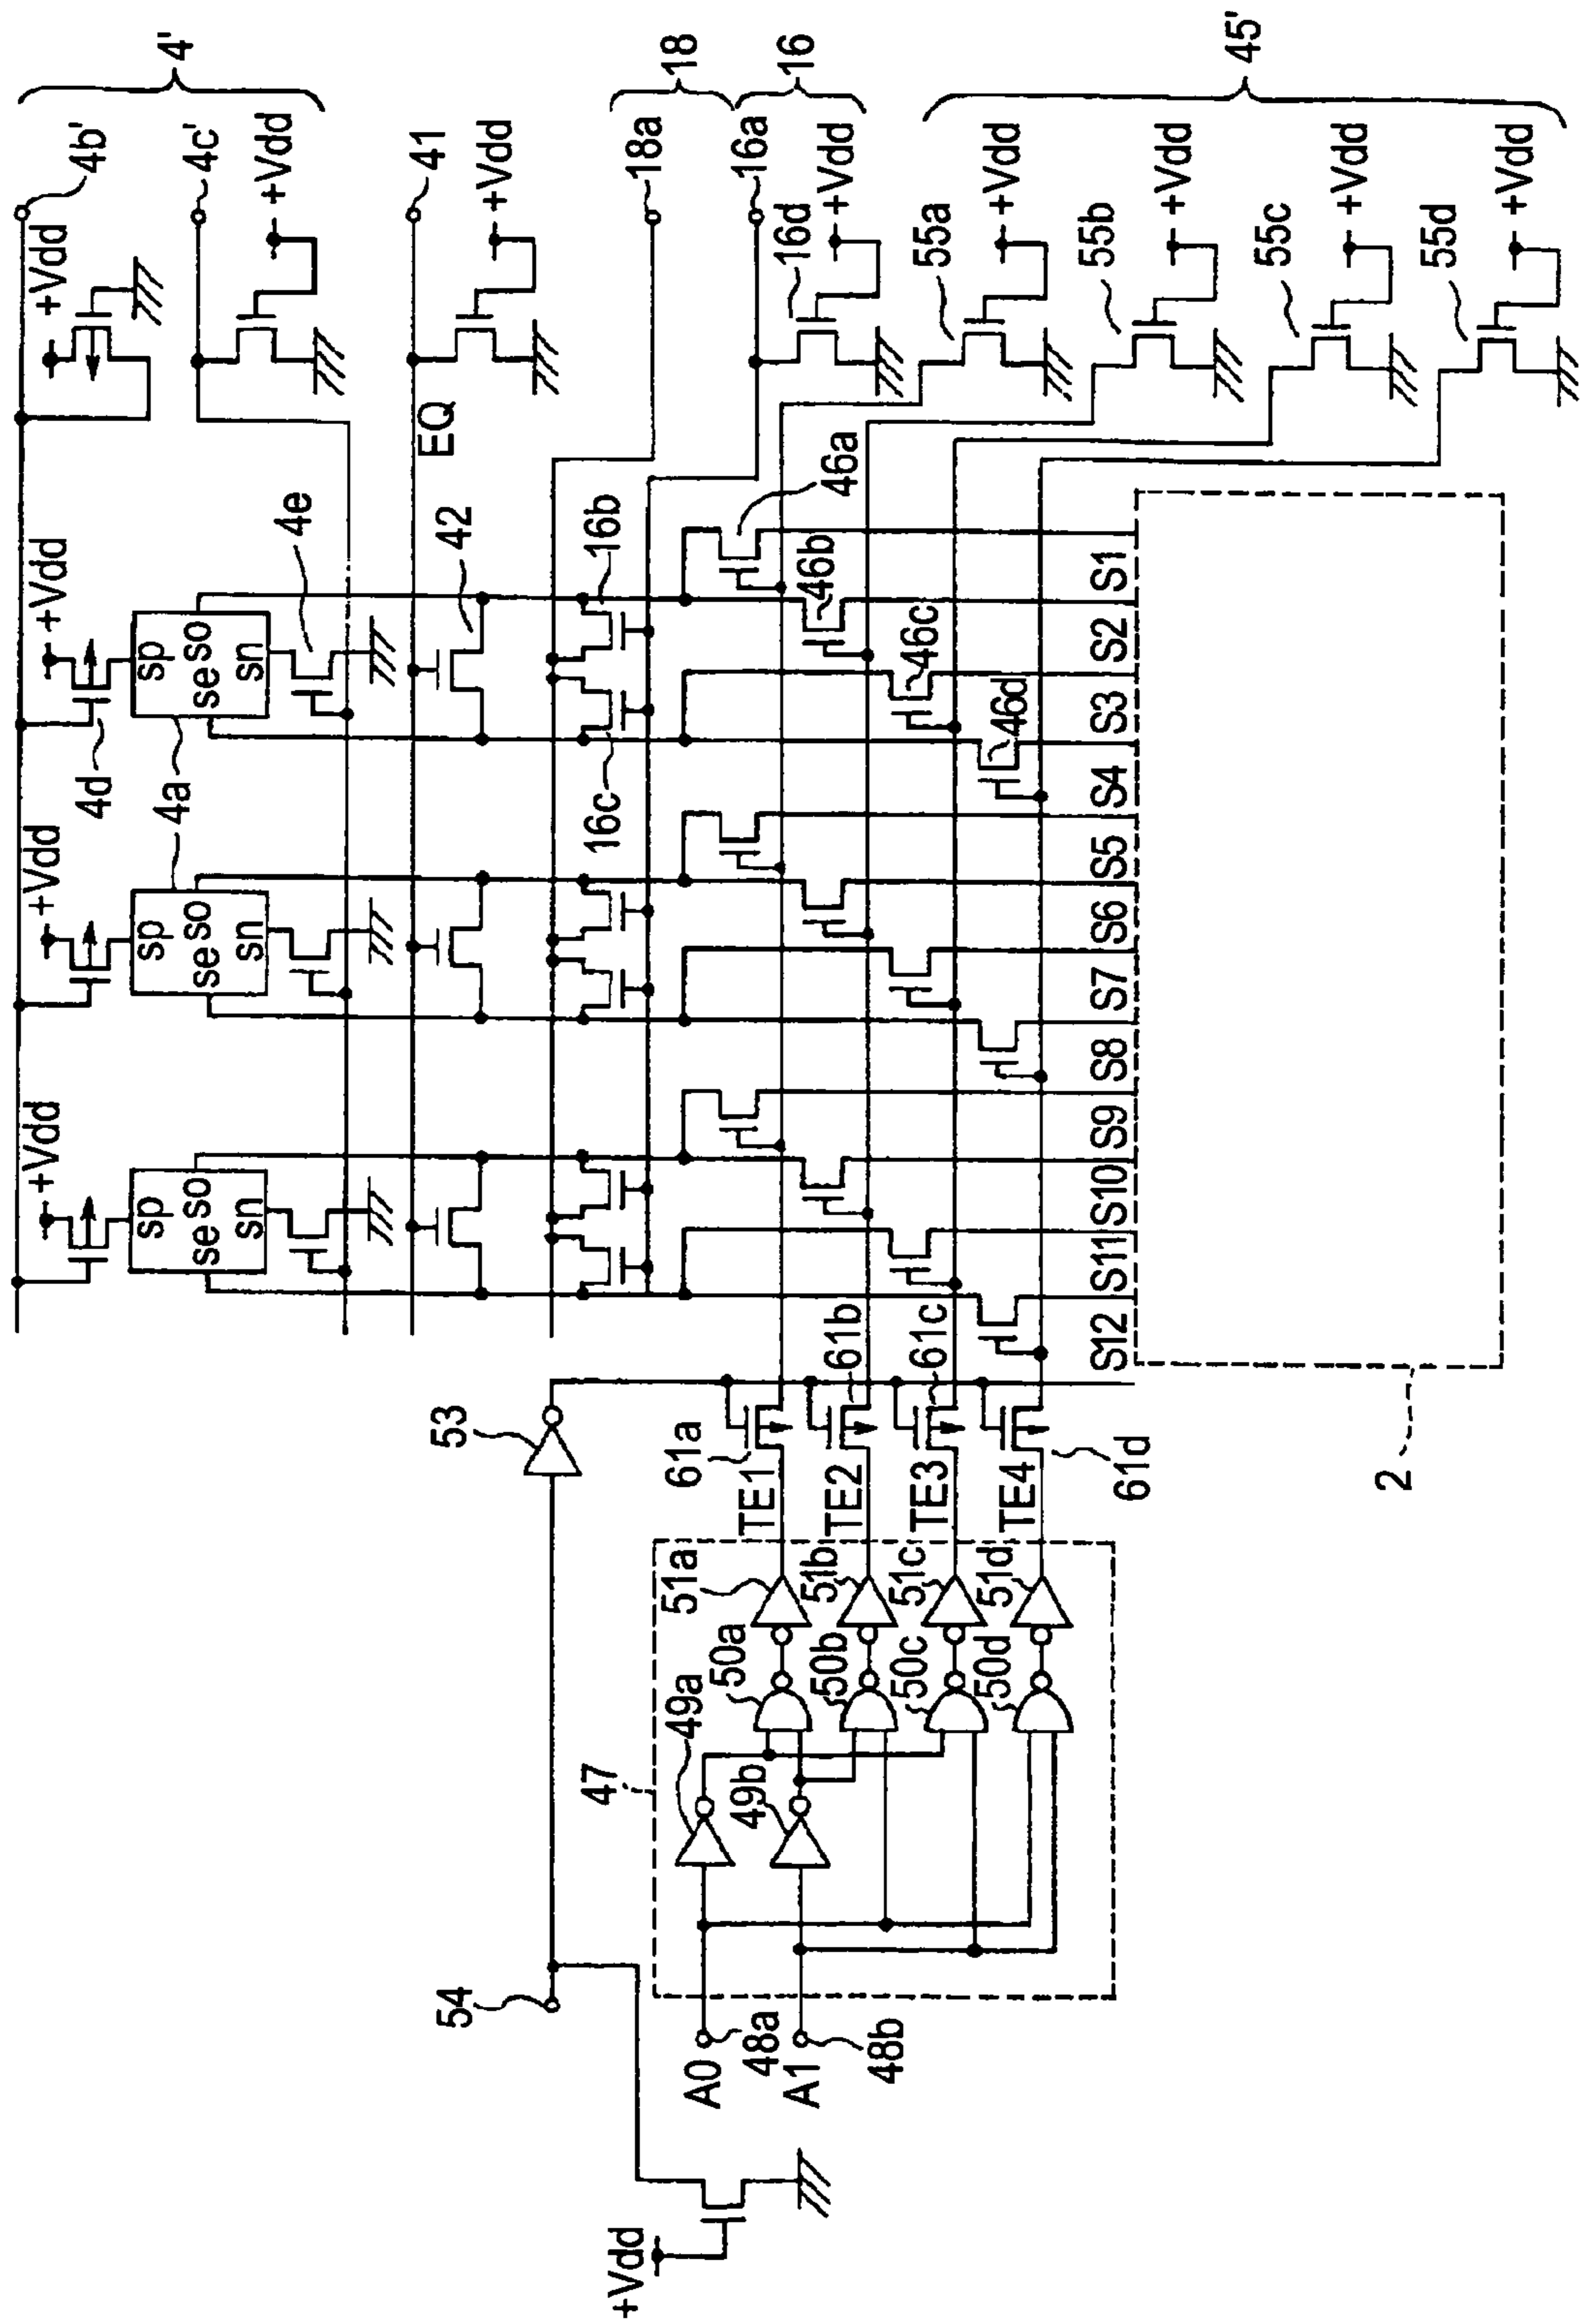 +Vdd
4b'
4'
4c'
+Vdd
41
EQ
+Vdd
18
18a
16
16a
16d
+Vdd
45'
55a
+Vdd
55b
+Vdd
55c
+Vdd
55d
+Vdd
+Vdd
4d
sp
se so
sn
4a
4e
42
16b
16c
46a
46b
46c
46d
+Vdd
sp
se so
sn
+Vdd
sp
se so
sn
S12 S11 S10 S9 S8 S7 S6 S5 S4 S3 S2 S1
2
53
54
61a
61b
61c
61d
TE1
TE2
TE3
TE4
47
49a
49b
50a
50b
50c
50d
51a
51b
51c
51d
A0
48a
A1
48b
+Vdd